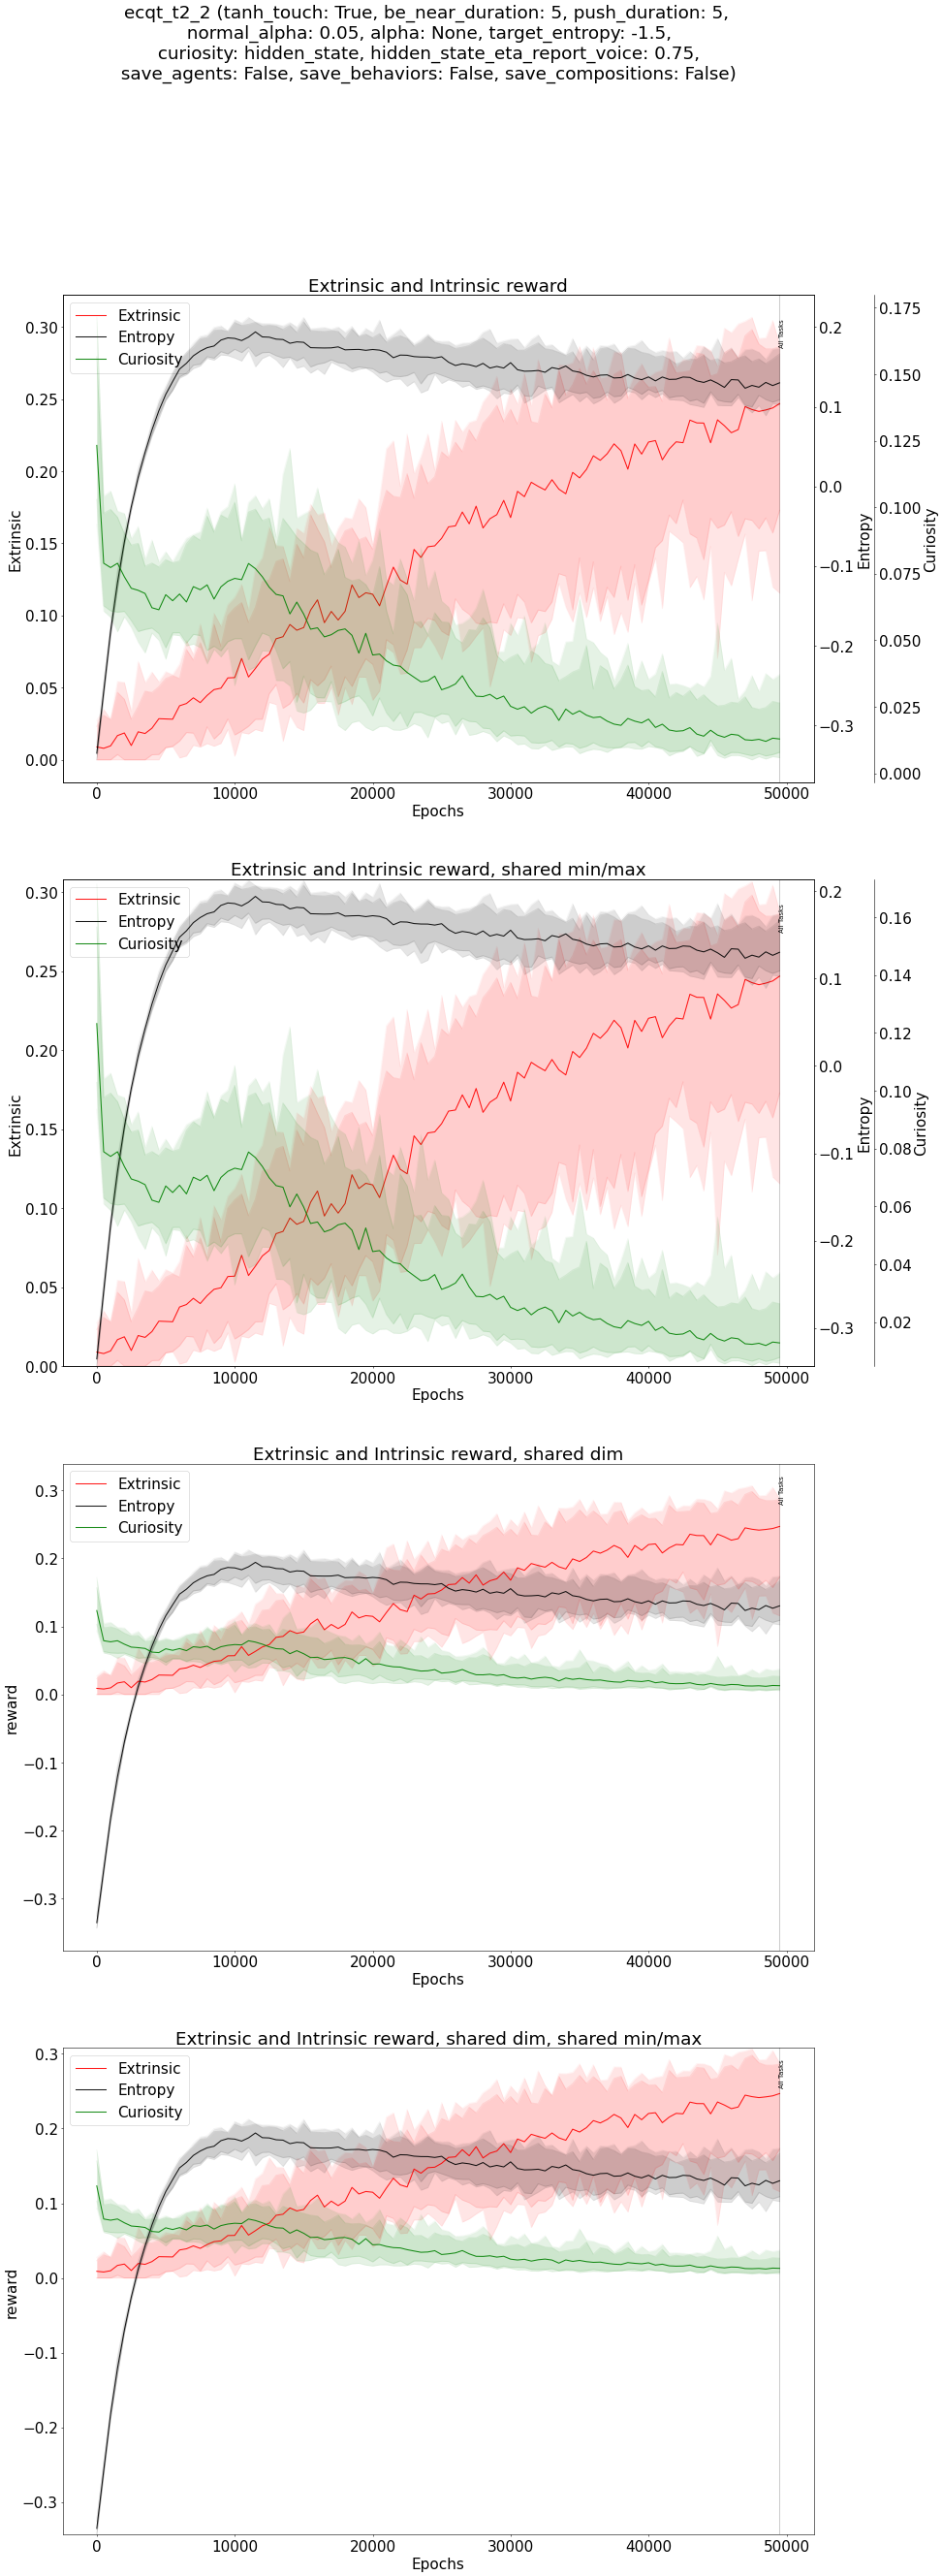 ecqt_t2_2 (tanh_touch: True, be_near_duration: 5, push_duration: 5,
normal_alpha: 0.05, alpha: None, target_entropy: -1.5,
curiosity: hidden_state, hidden_state_eta_report_voice: 0.75,
save_agents: False, save_behaviors: False, save_compositions: False)
Extrinsic and Intrinsic reward
Extrinsic
Entropy
Curiosity
All Tasks
0.30
0.25
0.20
0.15
0.10
0.05
0.00
Extrinsic
0.2
0.1
0.0
−0.1
−0.2
−0.3
Entropy
0.175
0.150
0.125
0.100
0.075
0.050
0.025
0.000
Curiosity
0 10000 20000 30000 40000 50000
Epochs
Extrinsic and Intrinsic reward, shared min/max
Extrinsic
Entropy
Curiosity
All Tasks
0.30
0.25
0.20
0.15
0.10
0.05
0.00
Extrinsic
0.2
0.1
0.0
−0.1
−0.2
−0.3
Entropy
0.16
0.14
0.12
0.10
0.08
0.06
0.04
0.02
Curiosity
0 10000 20000 30000 40000 50000
Epochs
Extrinsic and Intrinsic reward, shared dim
Extrinsic
Entropy
Curiosity
All Tasks
0.3
0.2
0.1
0.0
−0.1
−0.2
−0.3
reward
0 10000 20000 30000 40000 50000
Epochs
Extrinsic and Intrinsic reward, shared dim, shared min/max
Extrinsic
Entropy
Curiosity
All Tasks
0.3
0.2
0.1
0.0
−0.1
−0.2
−0.3
reward
0 10000 20000 30000 40000 50000
Epochs